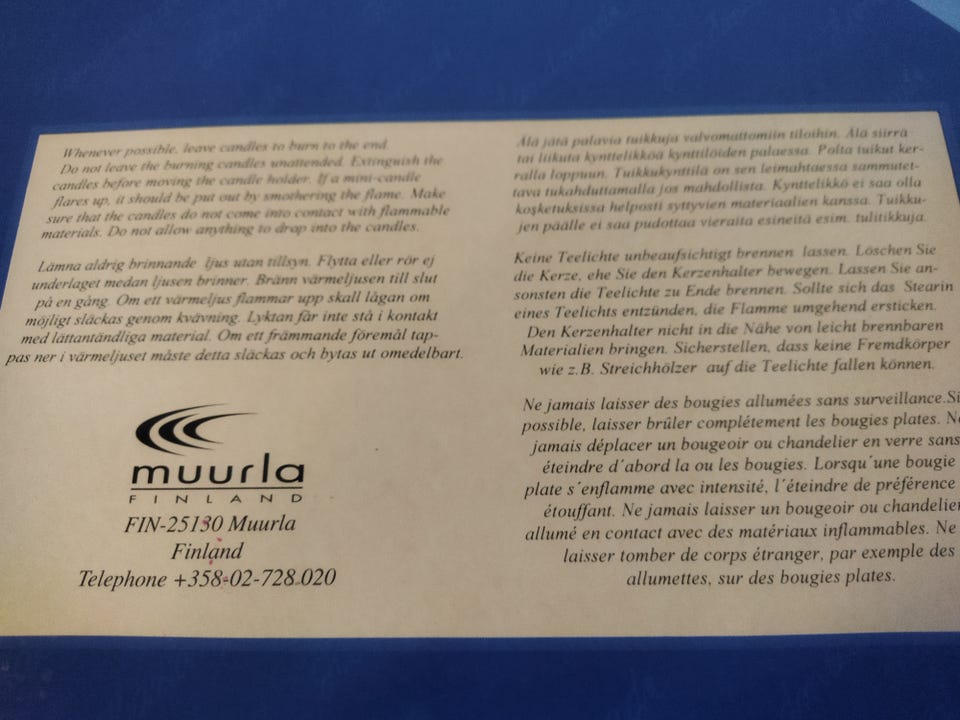 Whenever possible, leave candles to burn to the end.
Do not leave the burning candles unattended. Extinguish the
candles before moving the candle holder. If a mini-candle
flares up, it should be put out by smothering the flame. Make
sure that the candles do not come into contact with flammable
materials. Do not allow anything to drop into the candles.
Lämna aldrig brinnande ljus utan tillsyn. Flytta eller rör ej
underlaget medan ljusen brinner. Bränn värmeljusen till slut
på en gång. Om ett värmeljus flammar upp skall lågan om
möjligt släckas genom kvävning. Lyktan får inte stå i kontakt
med lättantändliga material. Om ett främmande föremål tap-
pas ner i värmeljuset måste detta släckas och bytas ut omedelbart.
muurla
FINLAND
FIN-25130 Muurla
Finland
Telephone +358-02-728.020
Älä jätä palavia tuikkuja valvomattomiin tiloihin. Älä siirrä
tai liikuta kynttelikköä kynttilöiden palaessa. Polta tuikut ker-
ralla loppuun. Tuikkukynttilä on sen leimahtaessa sammutet-
tava tukahduttamalla jos mahdollista. Kynttelikkö ei saa olla
kosketuksissa helposti syttyvien materiaalien kanssa. Tuikku-
jen päälle ei saa pudottaa vieraita esineitä esim. tulitikkuja.
Keine Teelichte unbeaufsichtigt brennen lassen. Löschen Sie
die Kerze, ehe Sie den Kerzenhalter bewegen. Lassen Sie an-
sonsten die Teelichte zu Ende brennen. Sollte sich das Stearin
eines Teelichts entzünden, die Flamme umgehend ersticken.
Den Kerzenhalter nicht in die Nähe von leicht brennbaren
Materialien bringen. Sicherstellen, dass keine Fremdkörper
wie z.B. Streichhölzer auf die Teelichte fallen können.
Ne jamais laisser des bougies allumées sans surveillance.Si
possible, laisser brûler complétement les bougies plates. Ne
jamais déplacer un bougeoir ou chandelier en verre sans
éteindre d´abord la ou les bougies. Lorsqu´une bougie
plate s´enflamme avec intensité, l´éteindre de préférence
étouffant. Ne jamais laisser un bougeoir ou chandelier
allumé en contact avec des matériaux inflammables. Ne
laisser tomber de corps étranger, par exemple des
allumettes, sur des bougies plates.